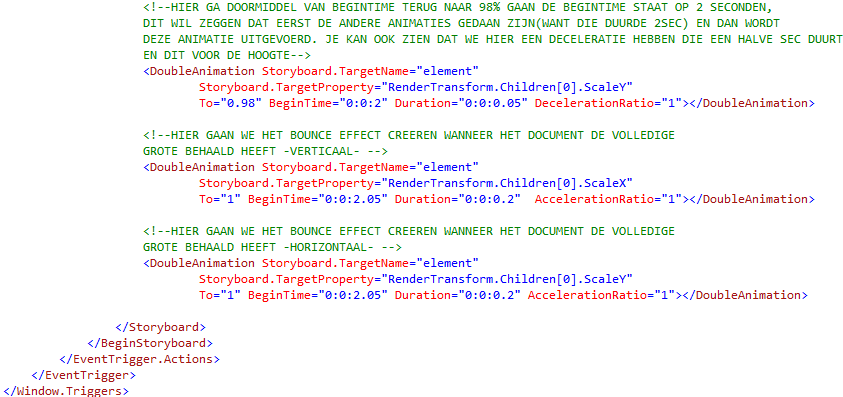 <!--HIER GA DOORMIDDEL VAN BEGINTIME TERUG NAAR 98% GAAN DE BEGINTIME STAAT OP 2 SECONDEN,
DIT WIL ZEGGEN DAT EERST DE ANDERE ANIMATIES GEDAAN ZIJN(WANT DIE DUURDE 2SEC) EN DAN WORDT
DEZE ANIMATIE UITGEVOERD. JE KAN OOK ZIEN DAT WE HIER EEN DECELERATIE HEBBEN DIE EEN HALVE SEC DUURT
EN DIT VOOR DE HOOGTE-->
<DoubleAnimation Storyboard.TargetName="element"
Storyboard.TargetProperty="RenderTransform.Children[0].ScaleY"
To="0.98" BeginTime="0:0:2" Duration="0:0:0.05" DecelerationRatio="1"></DoubleAnimation>
<!--HIER GAAN WE HET BOUNCE EFFECT CREEREN WANNEER HET DOCUMENT DE VOLLEDIGE
GROTE BEHAALD HEEFT -VERTICAAL- -->
<DoubleAnimation Storyboard.TargetName="element"
Storyboard.TargetProperty="RenderTransform.Children[0].ScaleX"
To="1" BeginTime="0:0:2.05" Duration="0:0:0.2"  AccelerationRatio="1"></DoubleAnimation>
<!--HIER GAAN WE HET BOUNCE EFFECT CREEREN WANNEER HET DOCUMENT DE VOLLEDIGE
GROTE BEHAALD HEEFT -HORIZONTAAL- -->
<DoubleAnimation Storyboard.TargetName="element"
Storyboard.TargetProperty="RenderTransform.Children[0].ScaleY"
To="1" BeginTime="0:0:2.05" Duration="0:0:0.2" AccelerationRatio="1"></DoubleAnimation>
</Storyboard>
</BeginStoryboard>
</EventTrigger.Actions>
</EventTrigger>
</Window.Triggers>